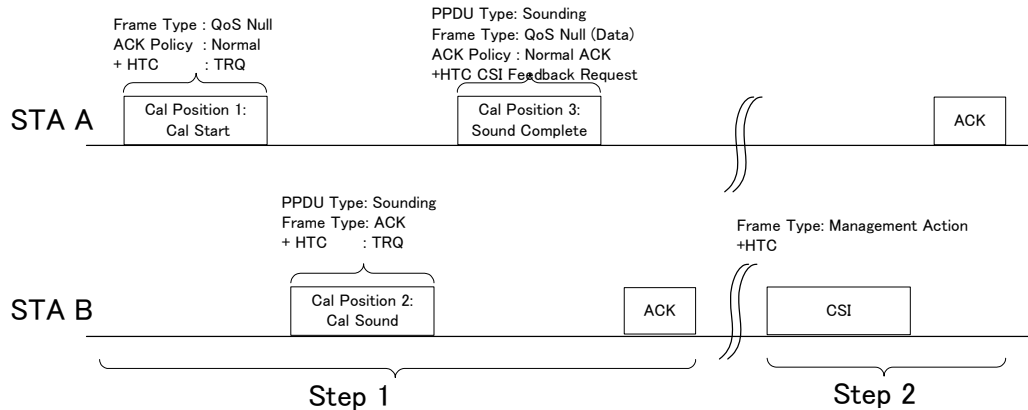 Frame Type : QoS Null
ACK Policy : Normal
+ HTC : TRQ
PPDU Type: Sounding
Frame Type: QoS Null (Data)
ACK Policy : Normal ACK
+HTC CSI Feedback Request
STA A
Cal Position 1:
Cal Start
Cal Position 3:
Sound Complete
ACK
PPDU Type: Sounding
Frame Type: ACK
+ HTC : TRQ
Frame Type: Management Action
+HTC
STA B
Cal Position 2:
Cal Sound
ACK
CSI
Step 1
Step 2